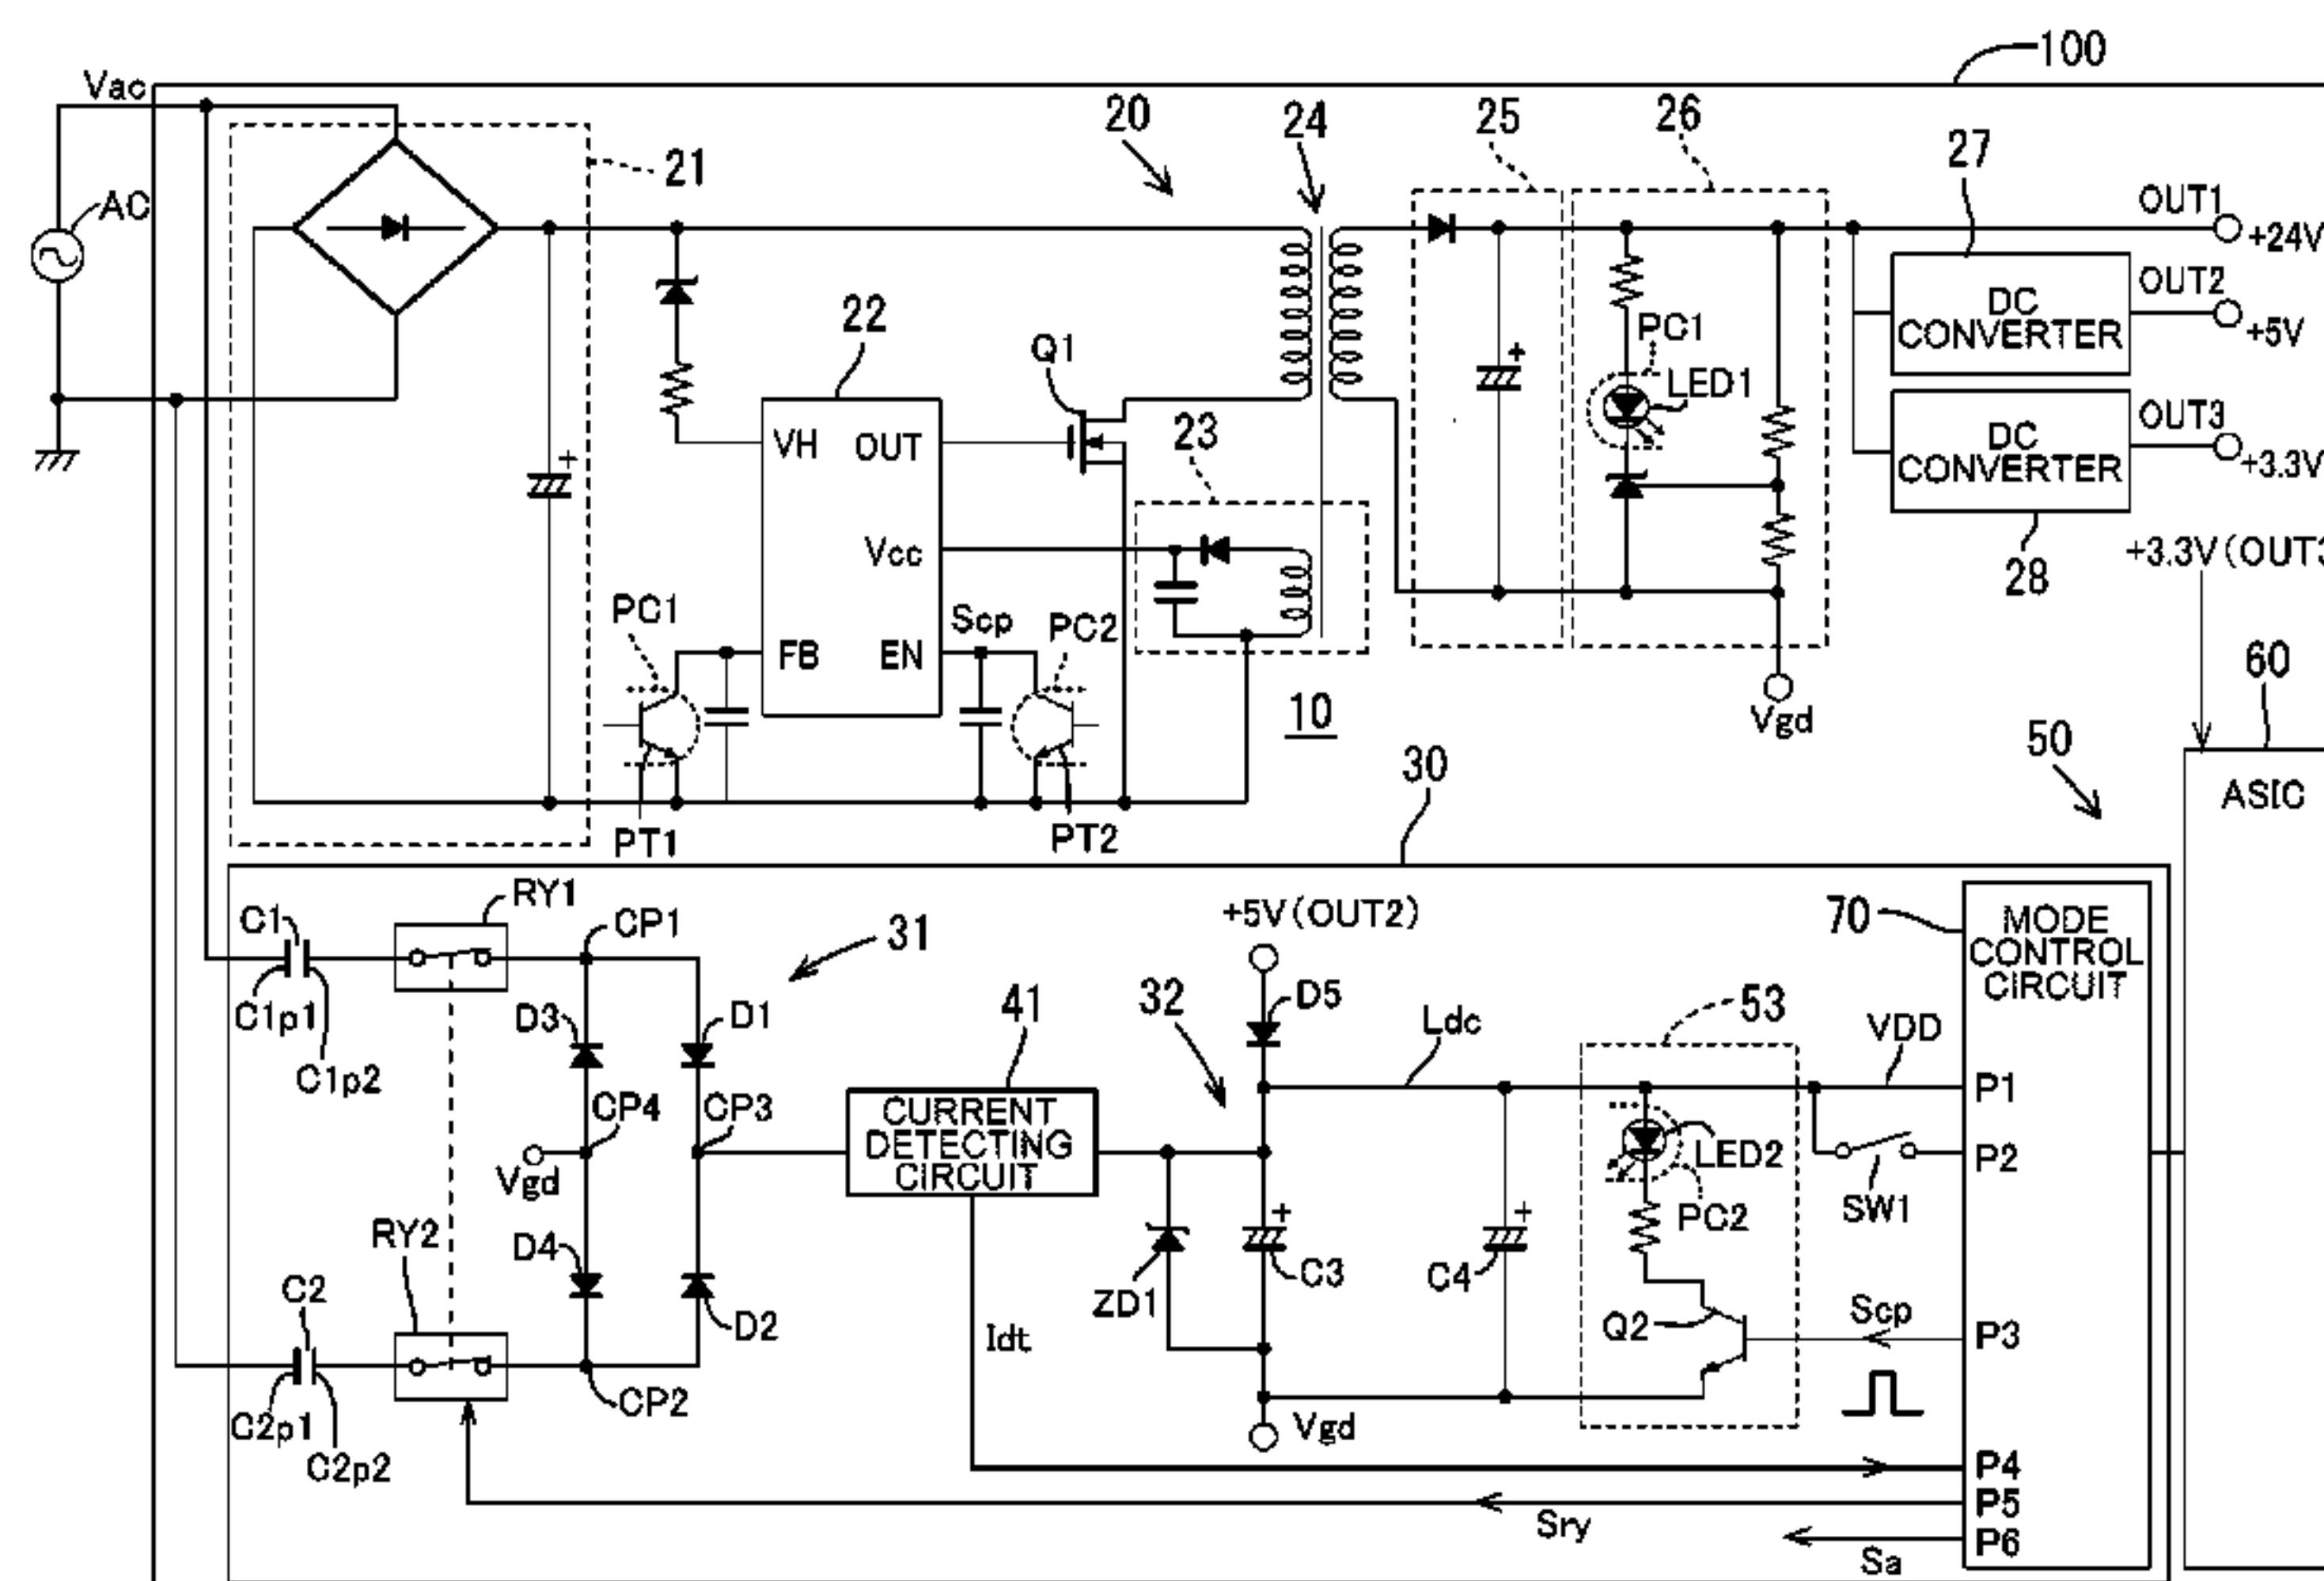 100
Vac
20
24
25
26
27
21
AC
OUT1
+24V
DC
CONVERTER
OUT2
+5V
22
Q1
PC1
LED1
23
VH
OUT
DC
CONVERTER
OUT3
+3.3V
Vcc
28
+3.3V(OUT3
PC1
Scp
PC2
FB
EN
10
Vgd
60
50
30
ASIC
PT1
PT2
RY1
C1
CP1
31
+5V(OUT2)
70
MODE
CONTROL
CIRCUIT
C1p1
D3
D1
41
32
D5
Ldc
53
VDD
C1p2
CP4
CP3
CURRENT
DETECTING
CIRCUIT
P1
Vgd
LED2
P2
RY2
D4
PC2
SW1
C2
ZD1
C3
C4
D2
Idt
Q2
Scp
P3
C2p1
CP2
Vgd
C2p2
P4
P5
Sry
P6
Sa